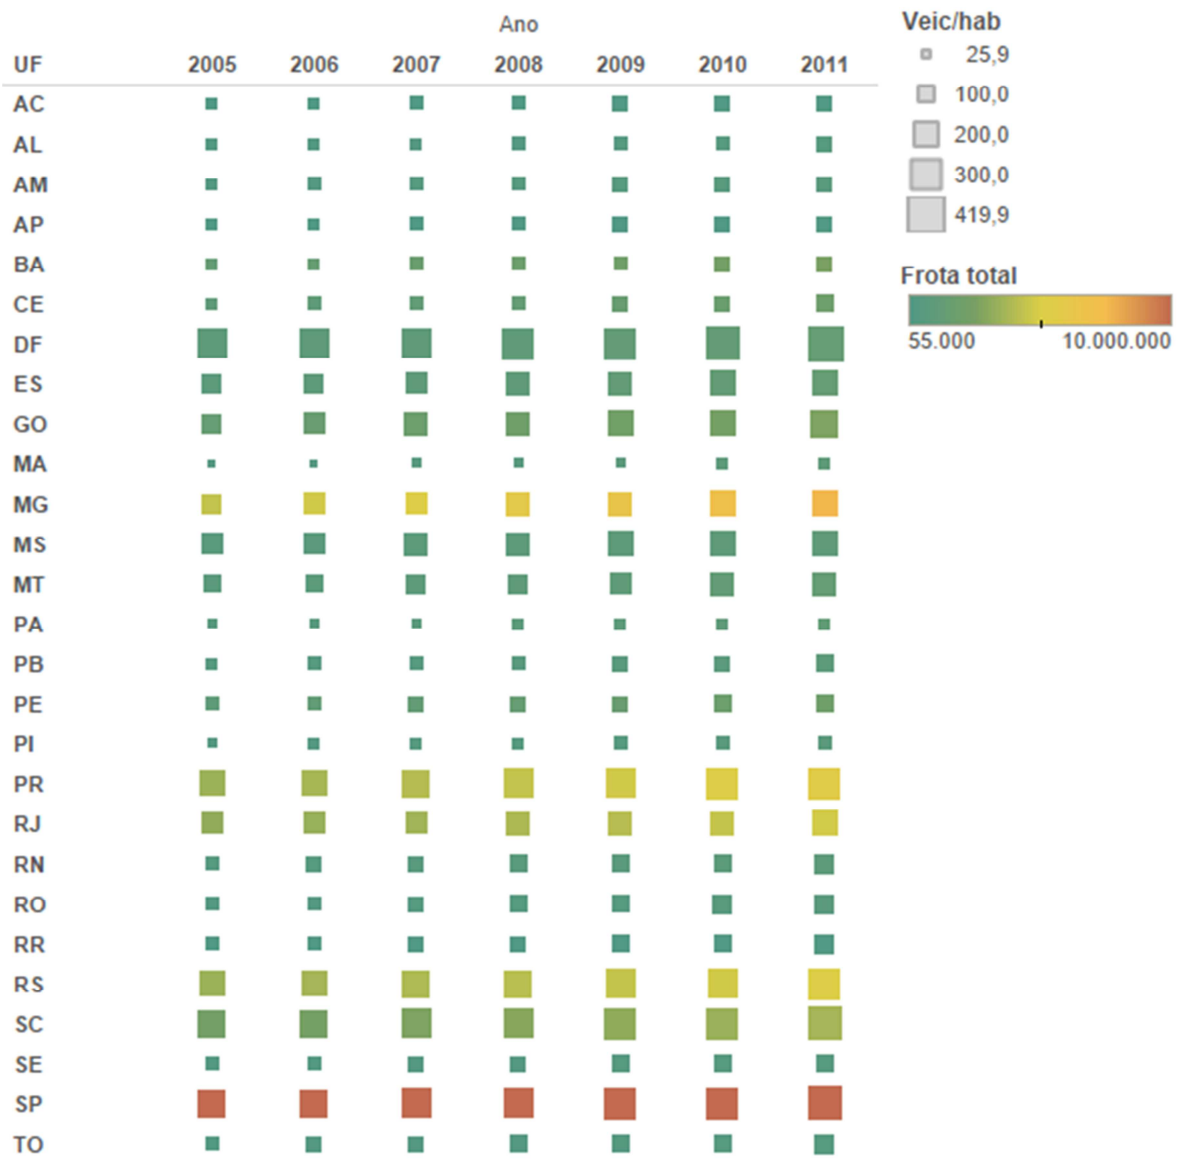 Ano
UF 2005 2006 2007 2008 2009 2010 2011
AC
AL
AM
AP
BA
CE
DF
ES
GO
MA
MG
MS
MT
PA
PB
PE
PI
PR
RJ
RN
RO
RR
RS
SC
SE
SP
TO
Veic/hab
25,9
100,0
200,0
300,0
419,9
Frota total
55.000 10.000.000